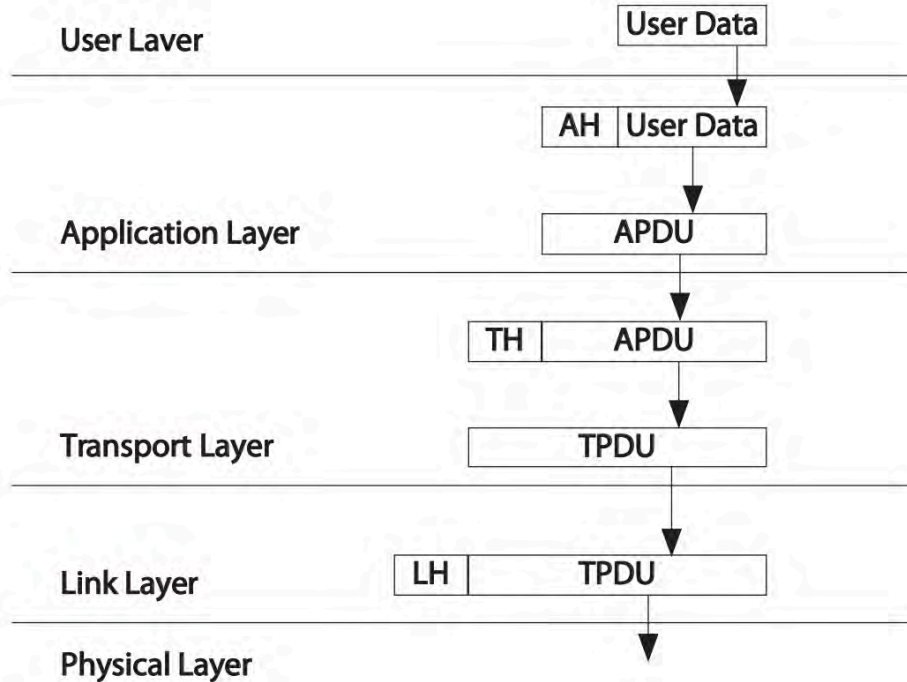 User Data
User Laver
AH User Data
Application Layer APDU
TH APDU
Transport Layer TPDU
LH TPDU
Link Layer
Physical Layer